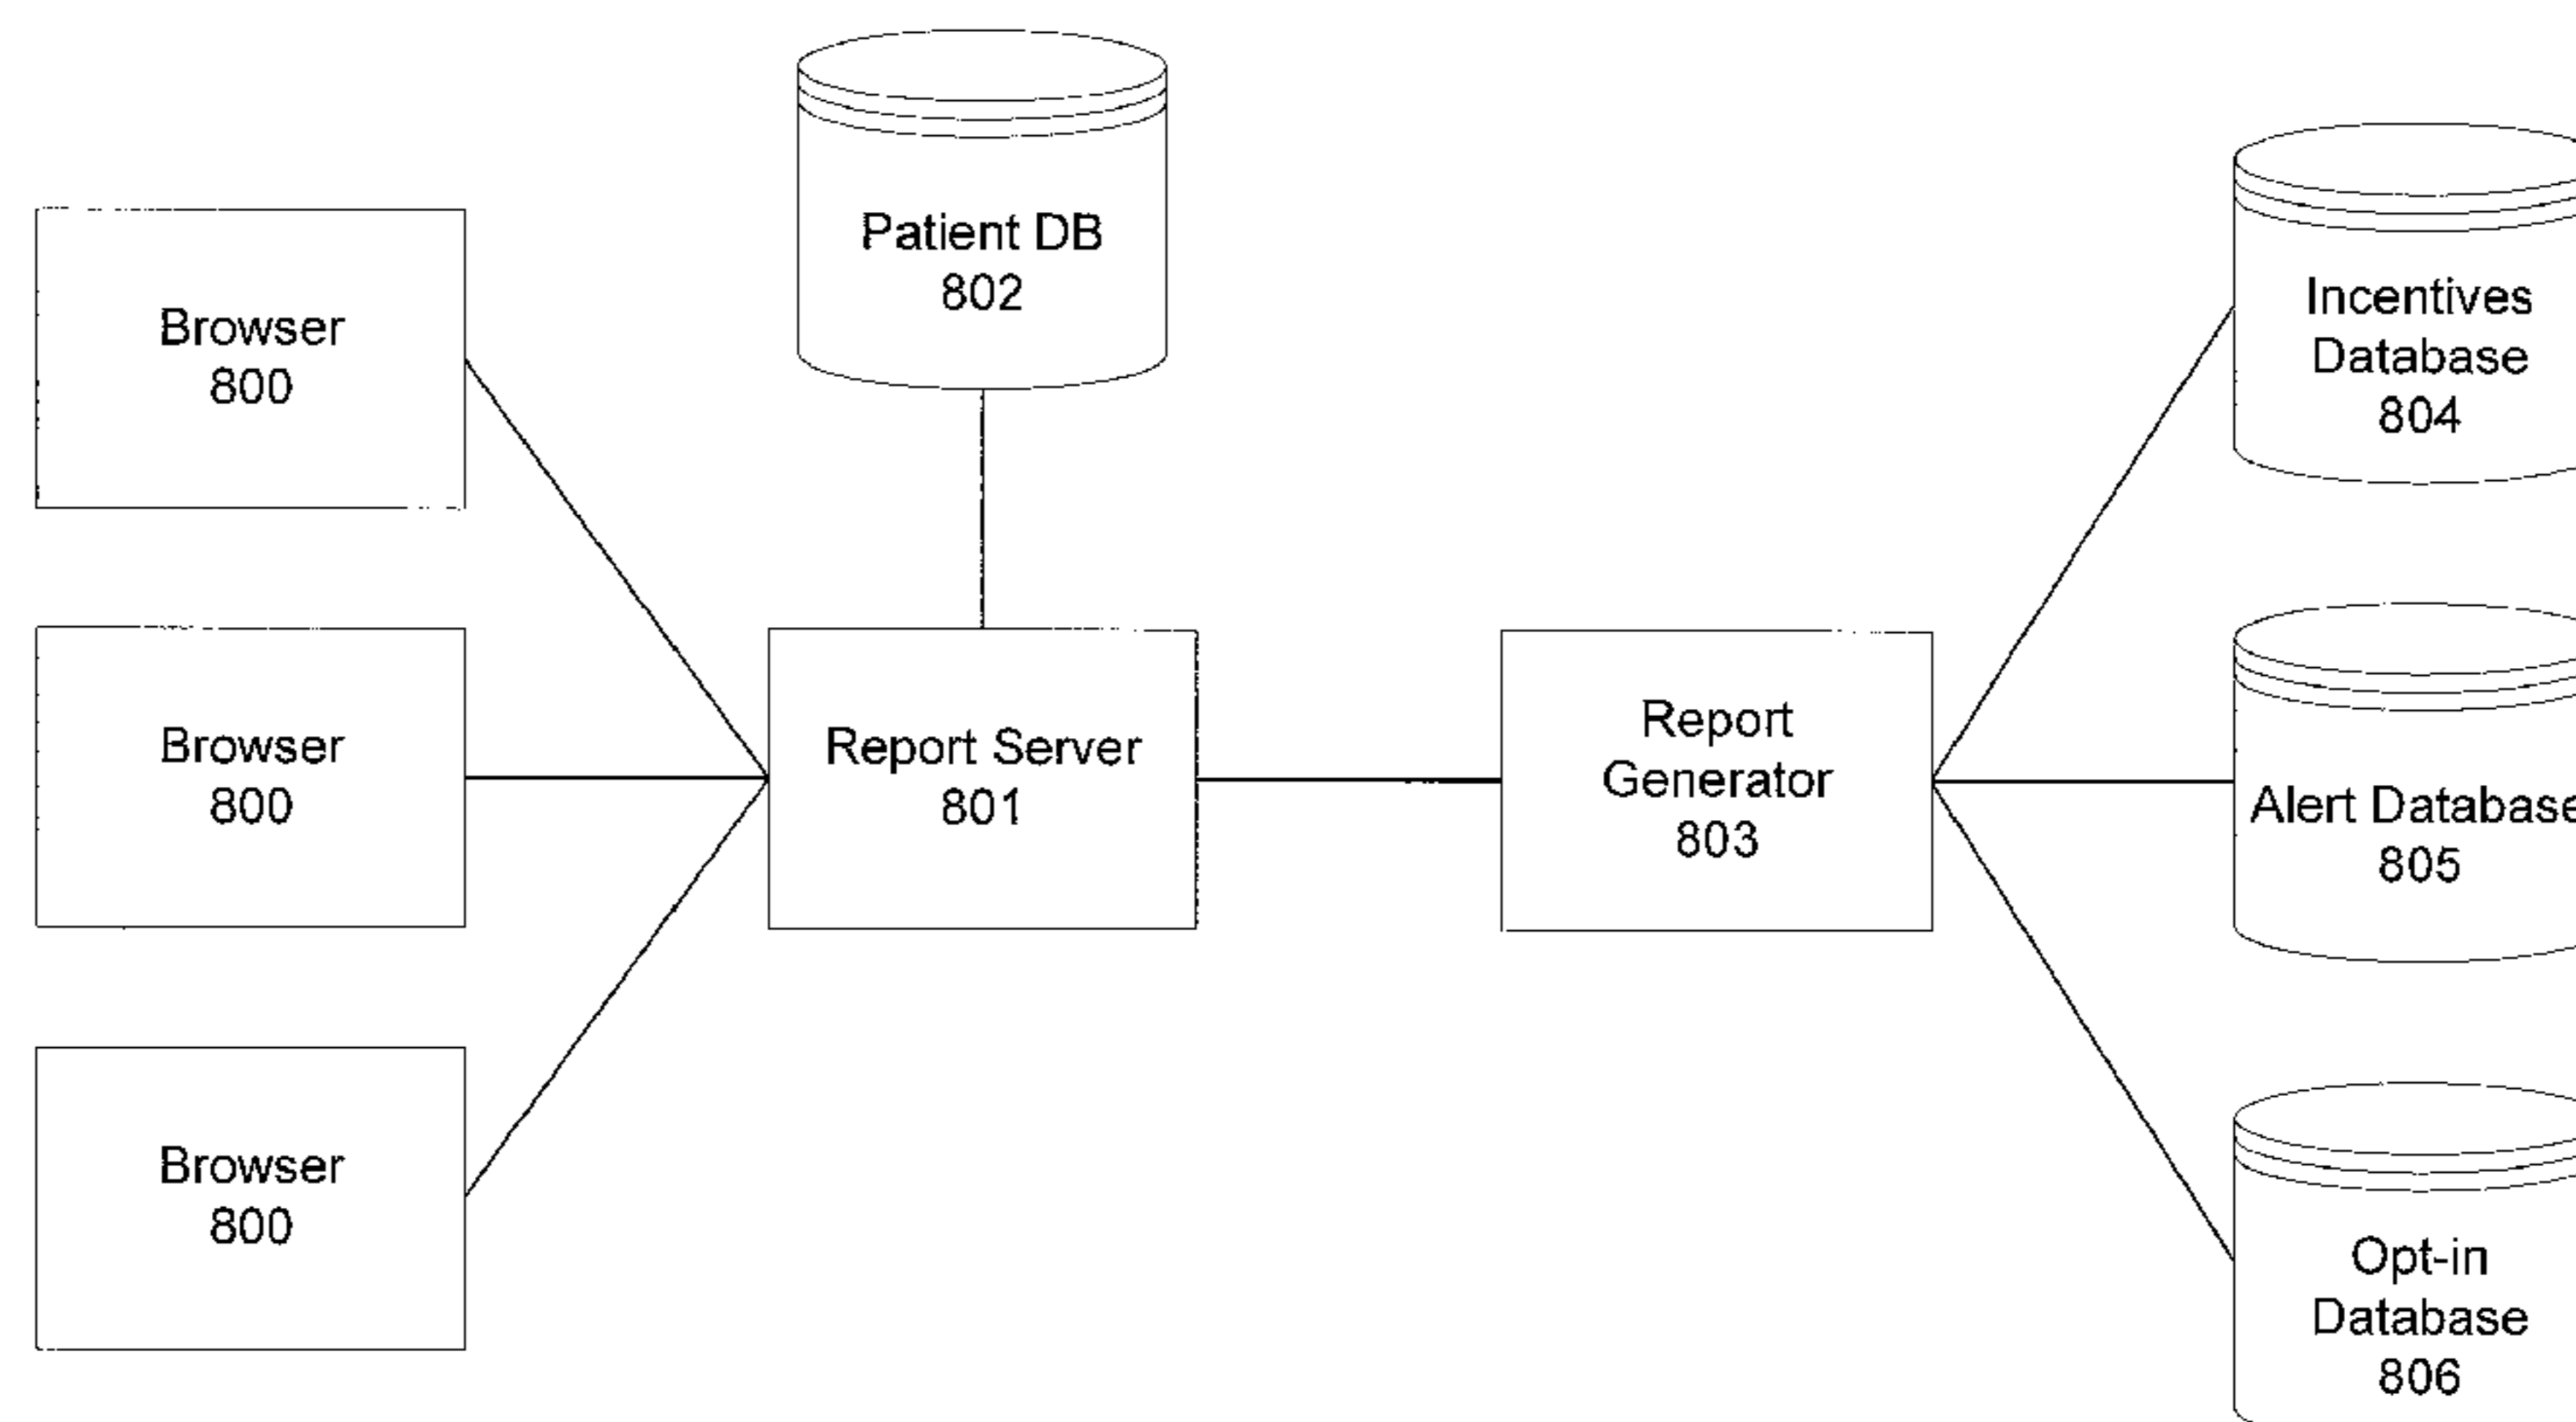 Patient DB
802
Browser
800
Incentives
Database
804
Browser
800
Report Server
801
Report
Generator
803
Alert Database
805
Browser
800
Opt-in
Database
806